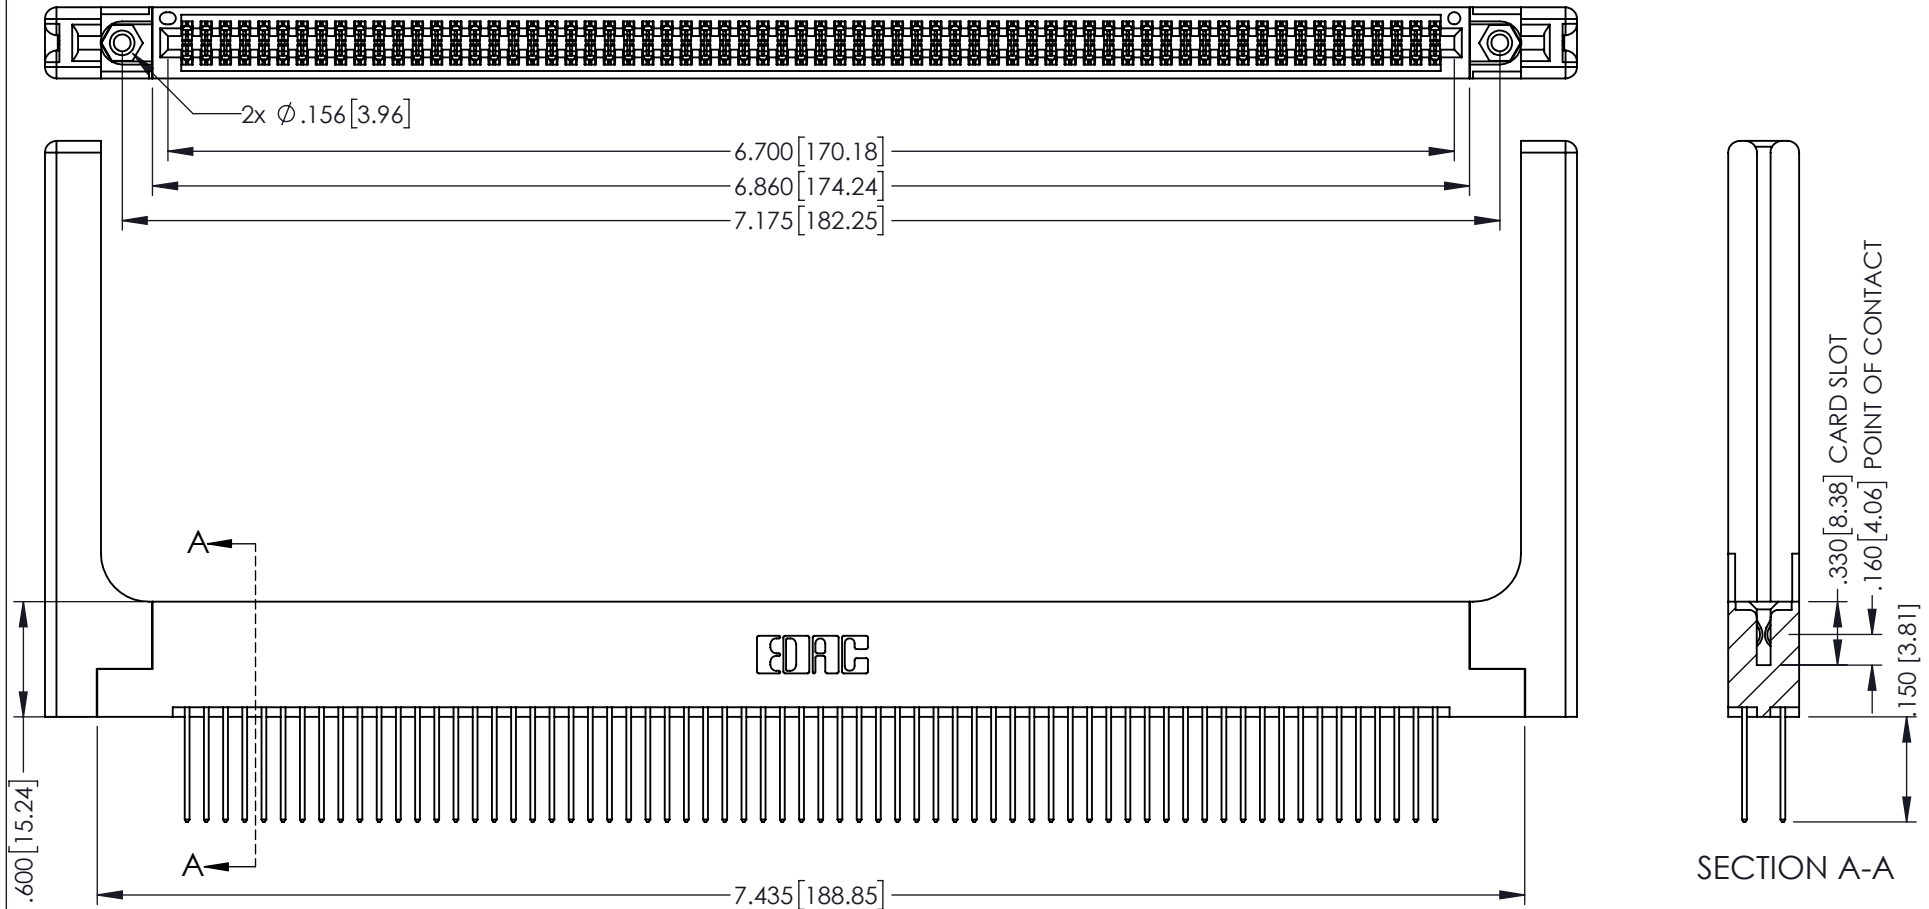 2x Ø.156[3.96]
6.700[170.18]
6.860[174.24]
7.175[182.25]
A
EDAC
A
.600[15.24]
7.435[188.85]
.330[8.38] CARD SLOT
.160[4.06] POINT OF CONTACT
.150 [3.81]
SECTION A-A